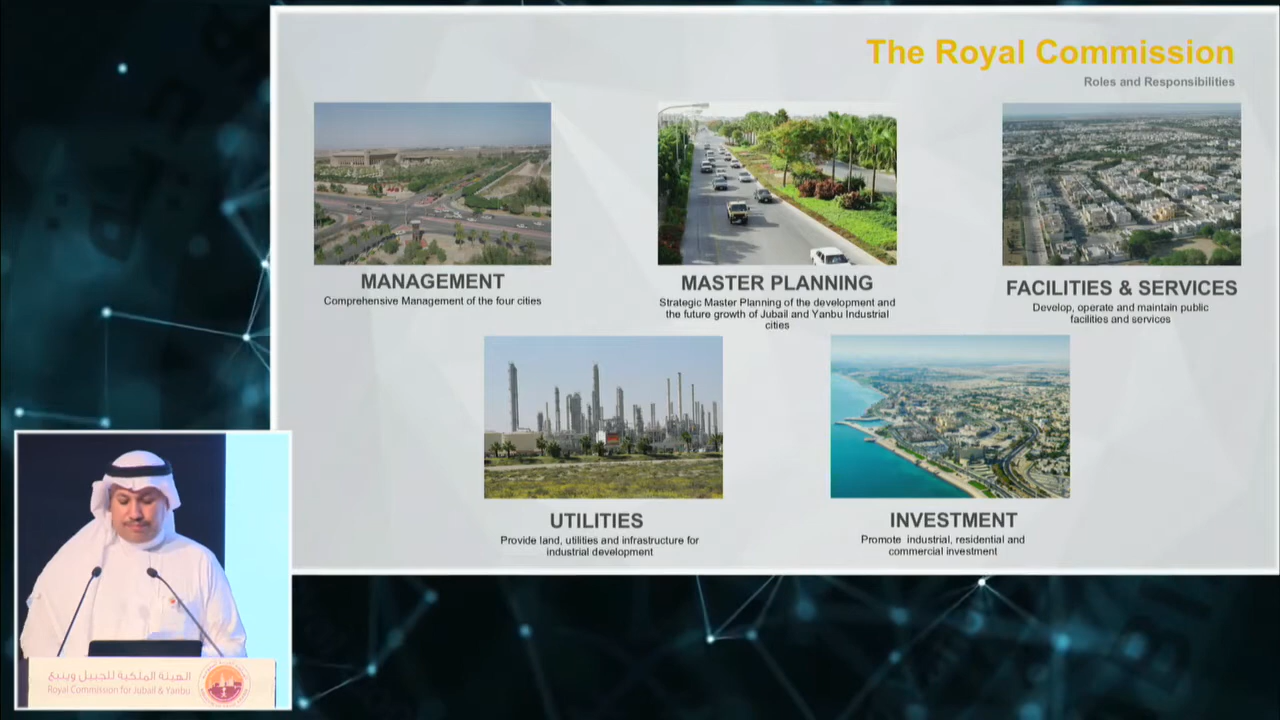 The Royal Commission
Roles and Responsibilities
MANAGEMENT
Comprehensive Management of the four cities
MASTER PLANNING
Strategic Master Planning of the development and
the future growth of Jubail and Yanbu Industrial
cities
FACILITIES & SERVICES
Develop, operate and maintain public
facilities and services
UTILITIES
Provide land, utilities and infrastructure for
industrial development
INVESTMENT
Promote industrial, residential and
commercial investment
الهيئة الملكية للجبيل وينبع
Royal Commission for Jubail & Yanbu